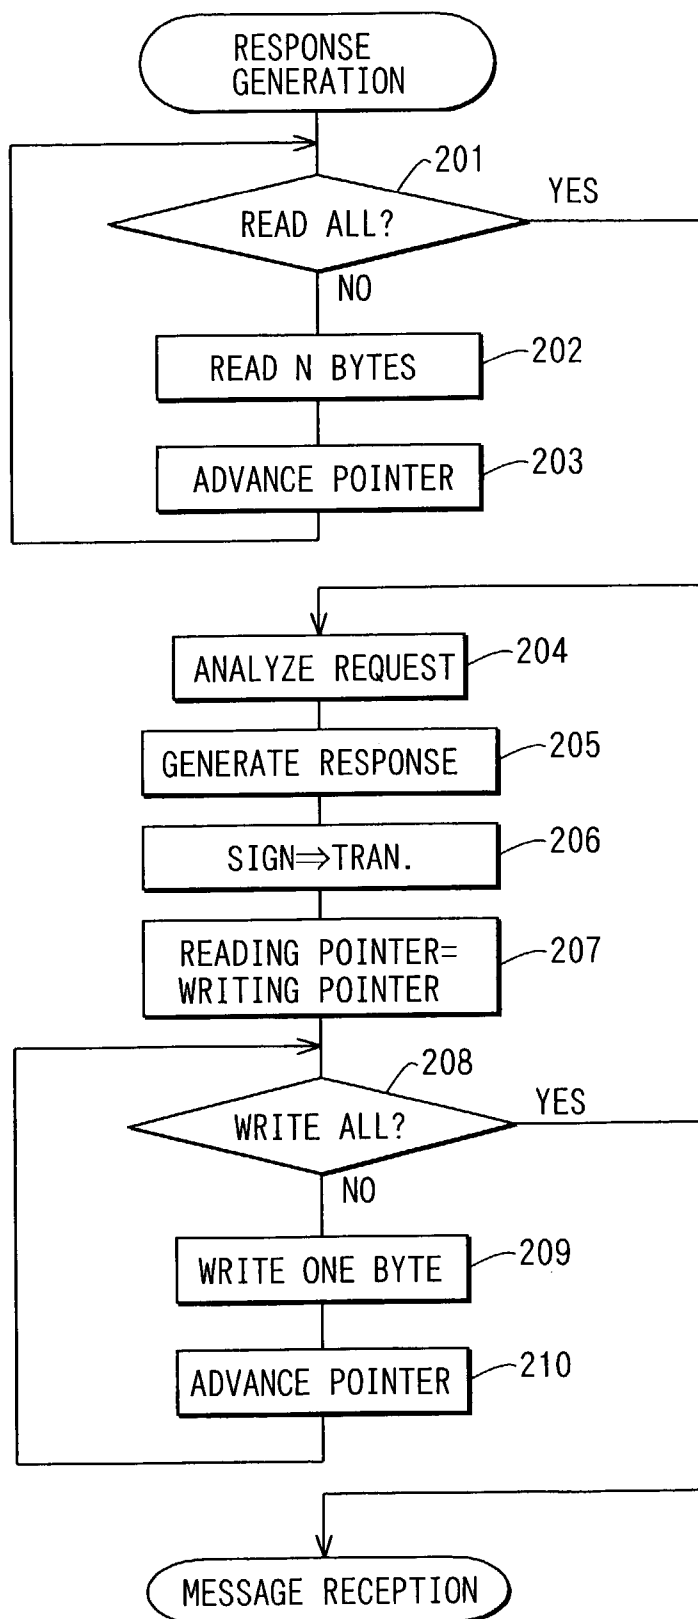 RESPONSE
GENERATION
201
YES
READ ALL?
NO
READ N BYTES
202
ADVANCE POINTER
203
ANALYZE REQUEST
204
GENERATE RESPONSE
205
SIGN⇒TRAN.
206
READING POINTER=
WRITING POINTER
207
208
YES
WRITE ALL?
NO
WRITE ONE BYTE
209
ADVANCE POINTER
210
MESSAGE RECEPTION